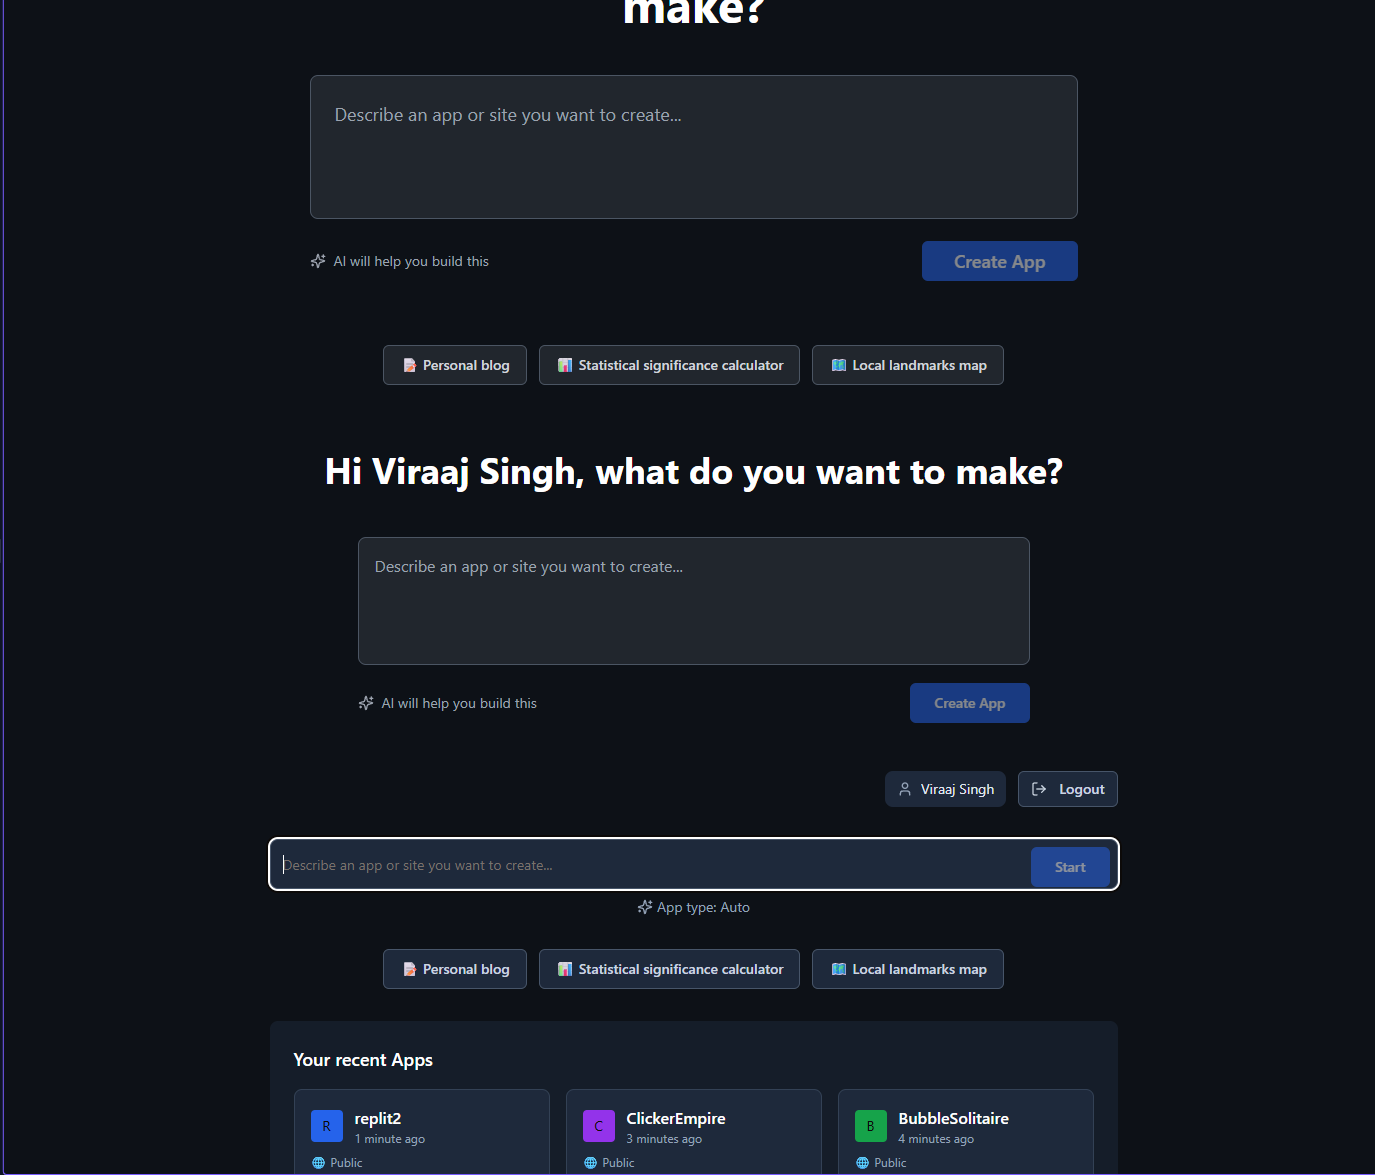 make?
Describe an app or site you want to create...
AI will help you build this
Create App
Personal blog
Statistical significance calculator
Local landmarks map
Hi Viraaj Singh, what do you want to make?
Describe an app or site you want to create...
AI will help you build this
Create App
Viraaj Singh
Logout
Describe an app or site you want to create...
Start
App type: Auto
Personal blog
Statistical significance calculator
Local landmarks map
Your recent Apps
R
replit2
1 minute ago
Public
C
ClickerEmpire
3 minutes ago
Public
B
BubbleSolitaire
4 minutes ago
Public